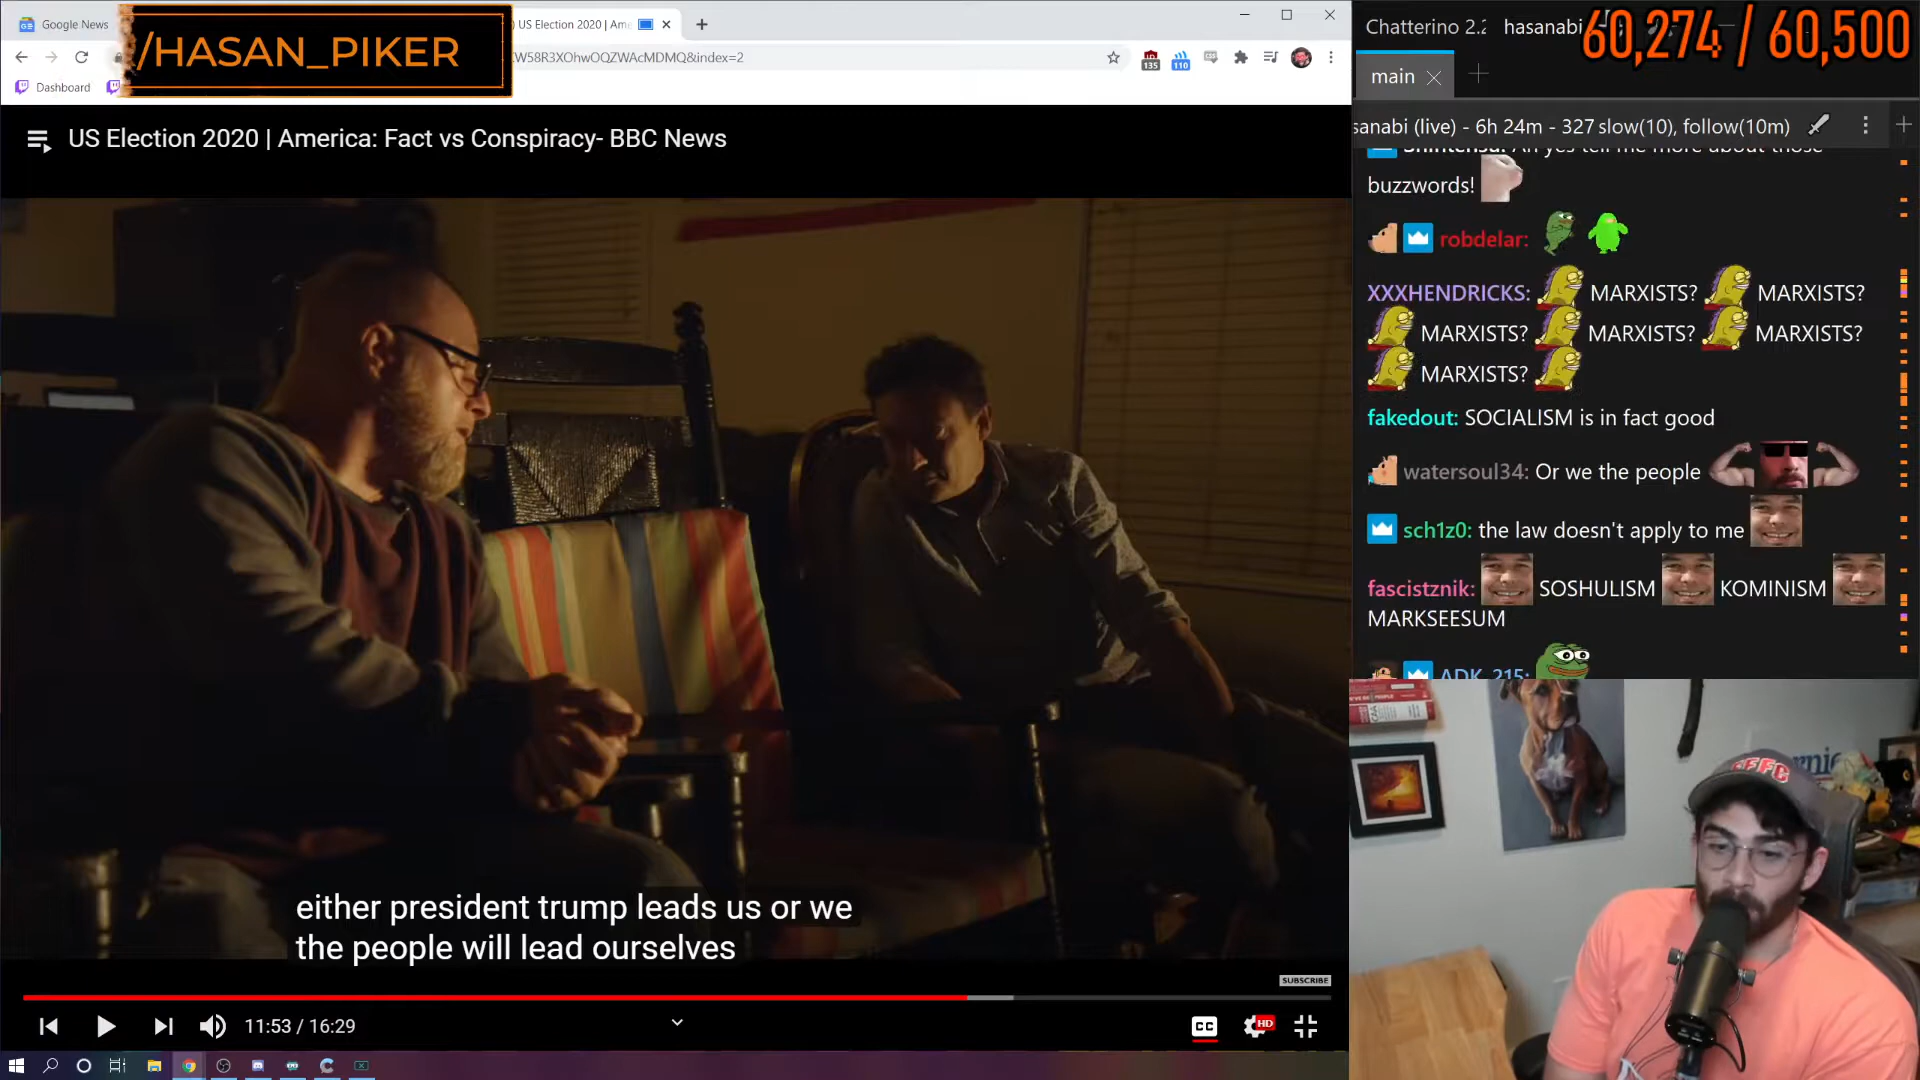 Google News
US Election 2020 | Ame
/HASAN_PIKER
W58R3XOhwOQZWAcMDMQ&index=2
135
110
Dashboard
US Election 2020 | America: Fact vs Conspiracy- BBC News
either president trump leads us or we
the people will lead ourselves
SUBSCRIBE
11:53 / 16:29
CC
HD
Chatterino 2.2
hasanabi
60,274 / 60,500
main
sanabi (live) - 6h 24m - 327 slow(10), follow(10m)
buzzwords!
robdelar:
XXXHENDRICKS: MARXISTS? MARXISTS?
MARXISTS? MARXISTS? MARXISTS?
MARXISTS?
fakedout: SOCIALISM is in fact good
watersoul34: Or we the people
sch1z0: the law doesn't apply to me
fascistznik: SOSHULISM KOMINISM
MARKSEESUM
ADK_215: